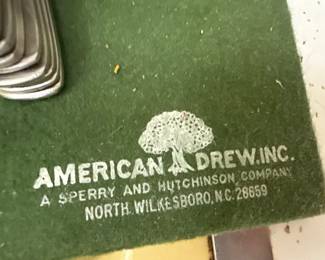 AMERICAN DREW, INC.
A SPERRY AND HUTCHINSON COMPANY
NORTH WILKESBORO, N.C. 28659